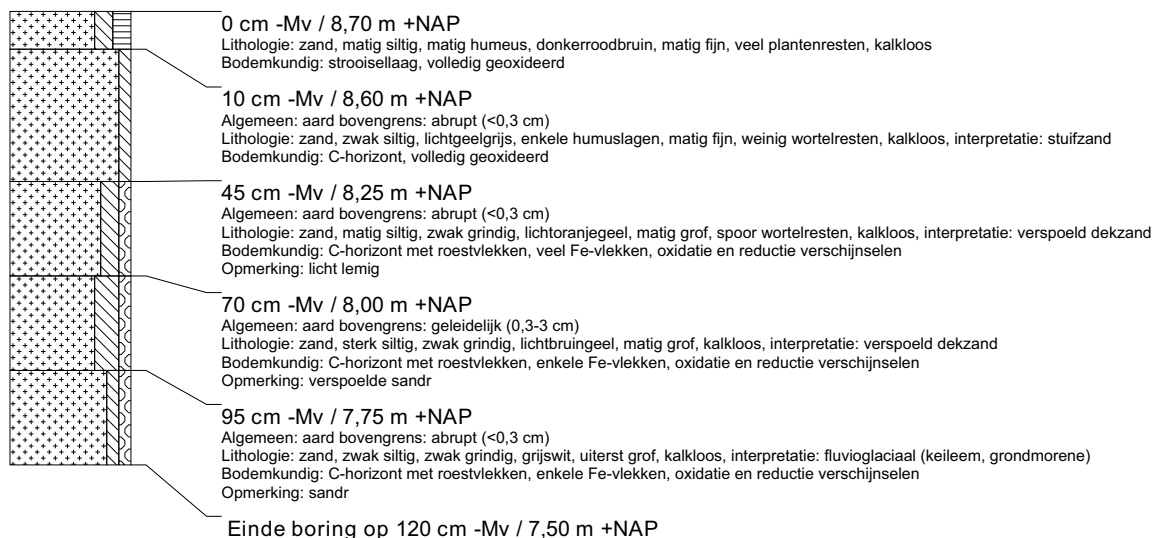 0 cm -Mv / 8,70 m +NAP
Lithologie: zand, matig siltig, matig humeus, donkerroodbruin, matig fijn, veel plantenresten, kalkloos
Bodemkundig: strooisellaag, volledig geoxideerd
10 cm -Mv / 8,60 m +NAP
Algemeen: aard bovengrens: abrupt (<0,3 cm)
Lithologie: zand, zwak siltig, lichtgeelgrijs, enkele humuslagen, matig fijn, weinig wortelresten, kalkloos, interpretatie: stuifzand
Bodemkundig: C-horizont, volledig geoxideerd
45 cm -Mv / 8,25 m +NAP
Algemeen: aard bovengrens: abrupt (<0,3 cm)
Lithologie: zand, matig siltig, zwak grindig, lichtoranjegeel, matig grof, spoor wortelresten, kalkloos, interpretatie: verspoeld dekzand
Bodemkundig: C-horizont met roestvlekken, veel Fe-vlekken, oxidatie en reductie verschijnselen
Opmerking: licht lemig
70 cm -Mv / 8,00 m +NAP
Algemeen: aard bovengrens: geleidelijk (0,3-3 cm)
Lithologie: zand, sterk siltig, zwak grindig, lichtbruingeel, matig grof, kalkloos, interpretatie: verspoeld dekzand
Bodemkundig: C-horizont met roestvlekken, enkele Fe-vlekken, oxidatie en reductie verschijnselen
Opmerking: verspoelde sandr
95 cm -Mv / 7,75 m +NAP
Algemeen: aard bovengrens: abrupt (<0,3 cm)
Lithologie: zand, zwak siltig, zwak grindig, grijswit, uiterst grof, kalkloos, interpretatie: fluvioglaciaal (keileem, grondmorene)
Bodemkundig: C-horizont met roestvlekken, enkele Fe-vlekken, oxidatie en reductie verschijnselen
Opmerking: sandr
Einde boring op 120 cm -Mv / 7,50 m +NAP